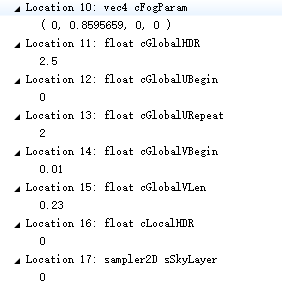 Location 10: vec4 cFogParam
( 0, 0.8595659, 0, 0 )
Location 11: float cGlobalHDR
2.5
Location 12: float cGlobalUBegin
0
Location 13: float cGlobalURepeat
2
Location 14: float cGlobalVBegin
0.01
Location 15: float cGlobalVLen
0.23
Location 16: float cLocalHDR
0
Location 17: sampler2D sSkyLayer
0